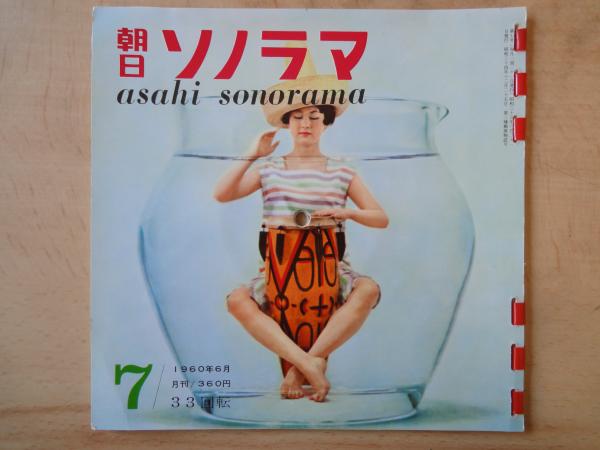 朝日ソノラマ
asahi sonorama
7
1960年6月
月刊/360円
33回転